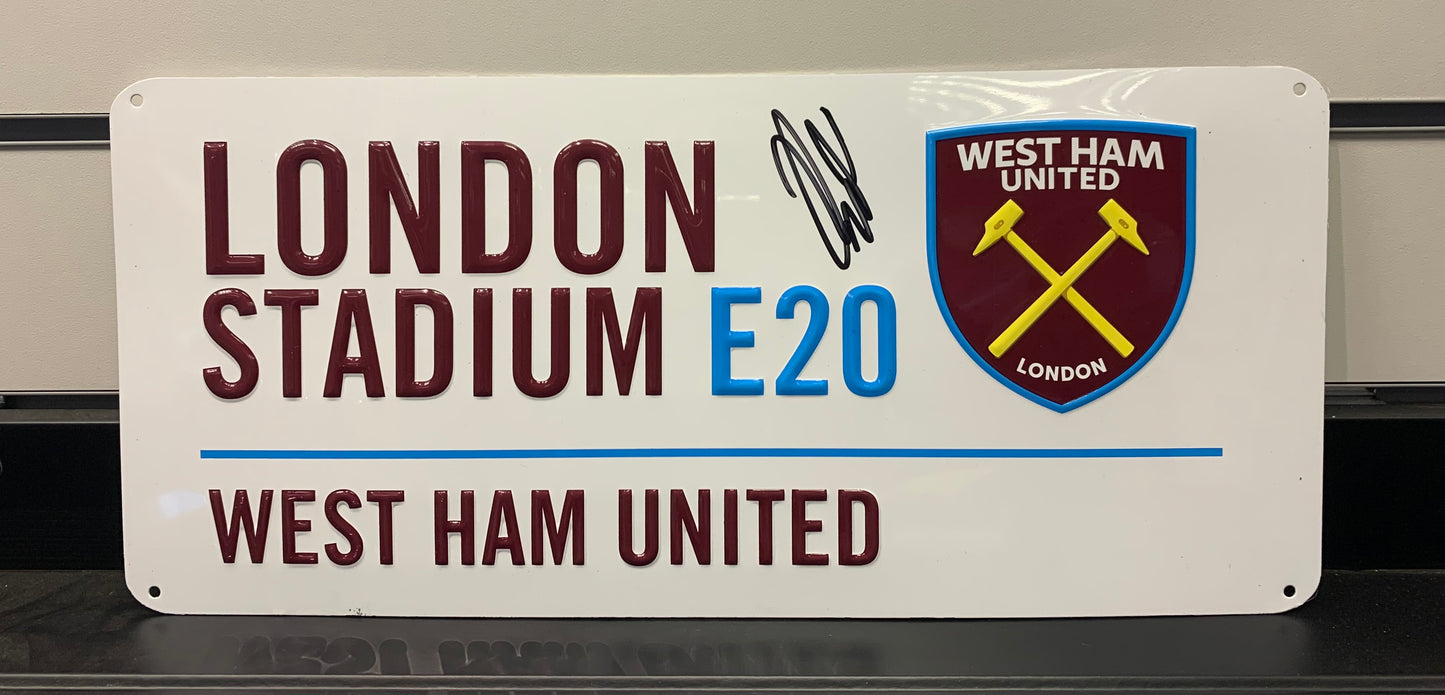 LONDON
STADIUM E20
WEST HAM
UNITED
LONDON
WEST HAM UNITED